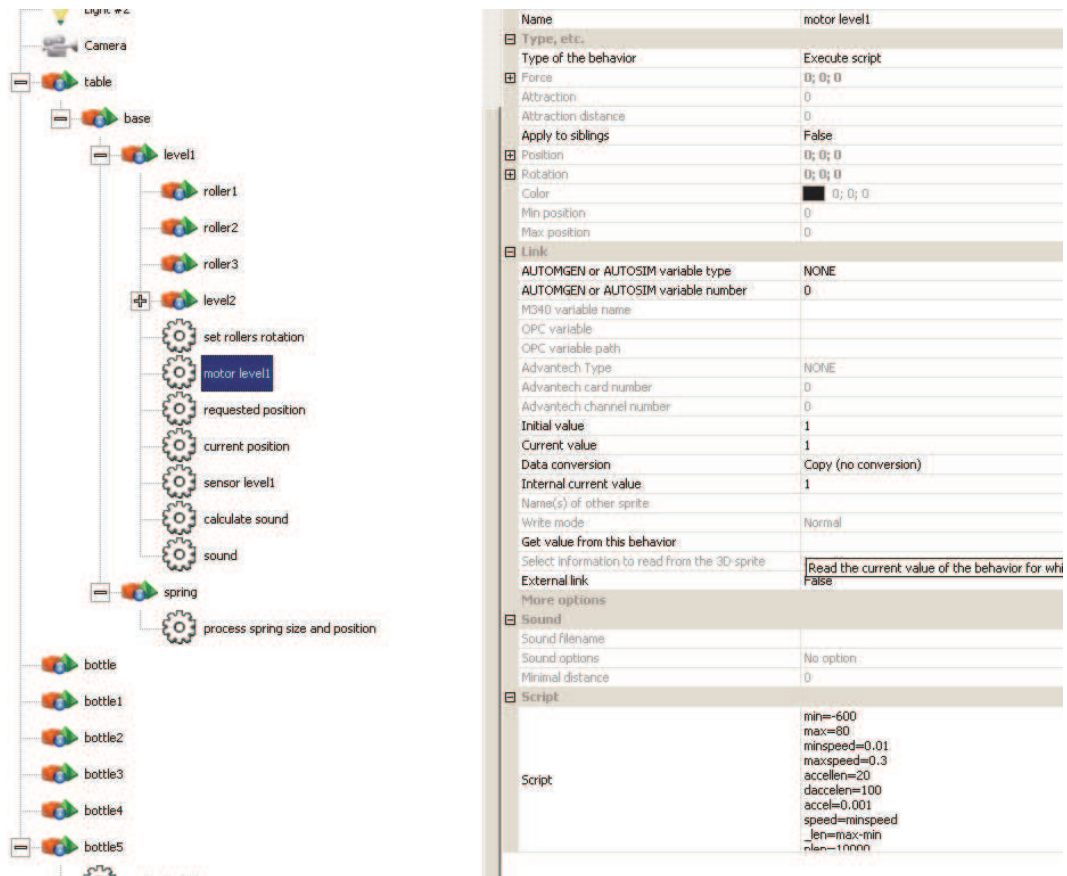 Light #2
Camera
table
base
level1
roller1
roller2
roller3
level2
set rollers rotation
motor level1
requested position
current position
sensor level1
calculate sound
sound
spring
process spring size and position
bottle
bottle1
bottle2
bottle3
bottle4
bottle5
Name motor level1
Type, etc.
Type of the behavior Execute script
Force 0; 0; 0
Attraction 0
Attraction distance 0
Apply to siblings False
Position 0; 0; 0
Rotation 0; 0; 0
Color 0; 0; 0
Min position 0
Max position 0
Link
AUTOMGEN or AUTOSIM variable type NONE
AUTOMGEN or AUTOSIM variable number 0
M340 variable name
OPC variable
OPC variable path
Advantech Type NONE
Advantech card number 0
Advantech channel number 0
Initial value 1
Current value 1
Data conversion Copy (no conversion)
Internal current value 1
Name(s) of other sprite
Write mode Normal
Get value from this behavior
Select information to read from the 3D-sprite
Read the current value of the behavior for whi
External link False
More options
Sound
Sound filename
Sound options No option
Minimal distance 0
Script
Script
min=-600
max=80
minspeed=0.01
maxspeed=0.3
accellen=20
daccelen=100
accel=0.001
speed=minspeed
_len=max-min
plen=10000